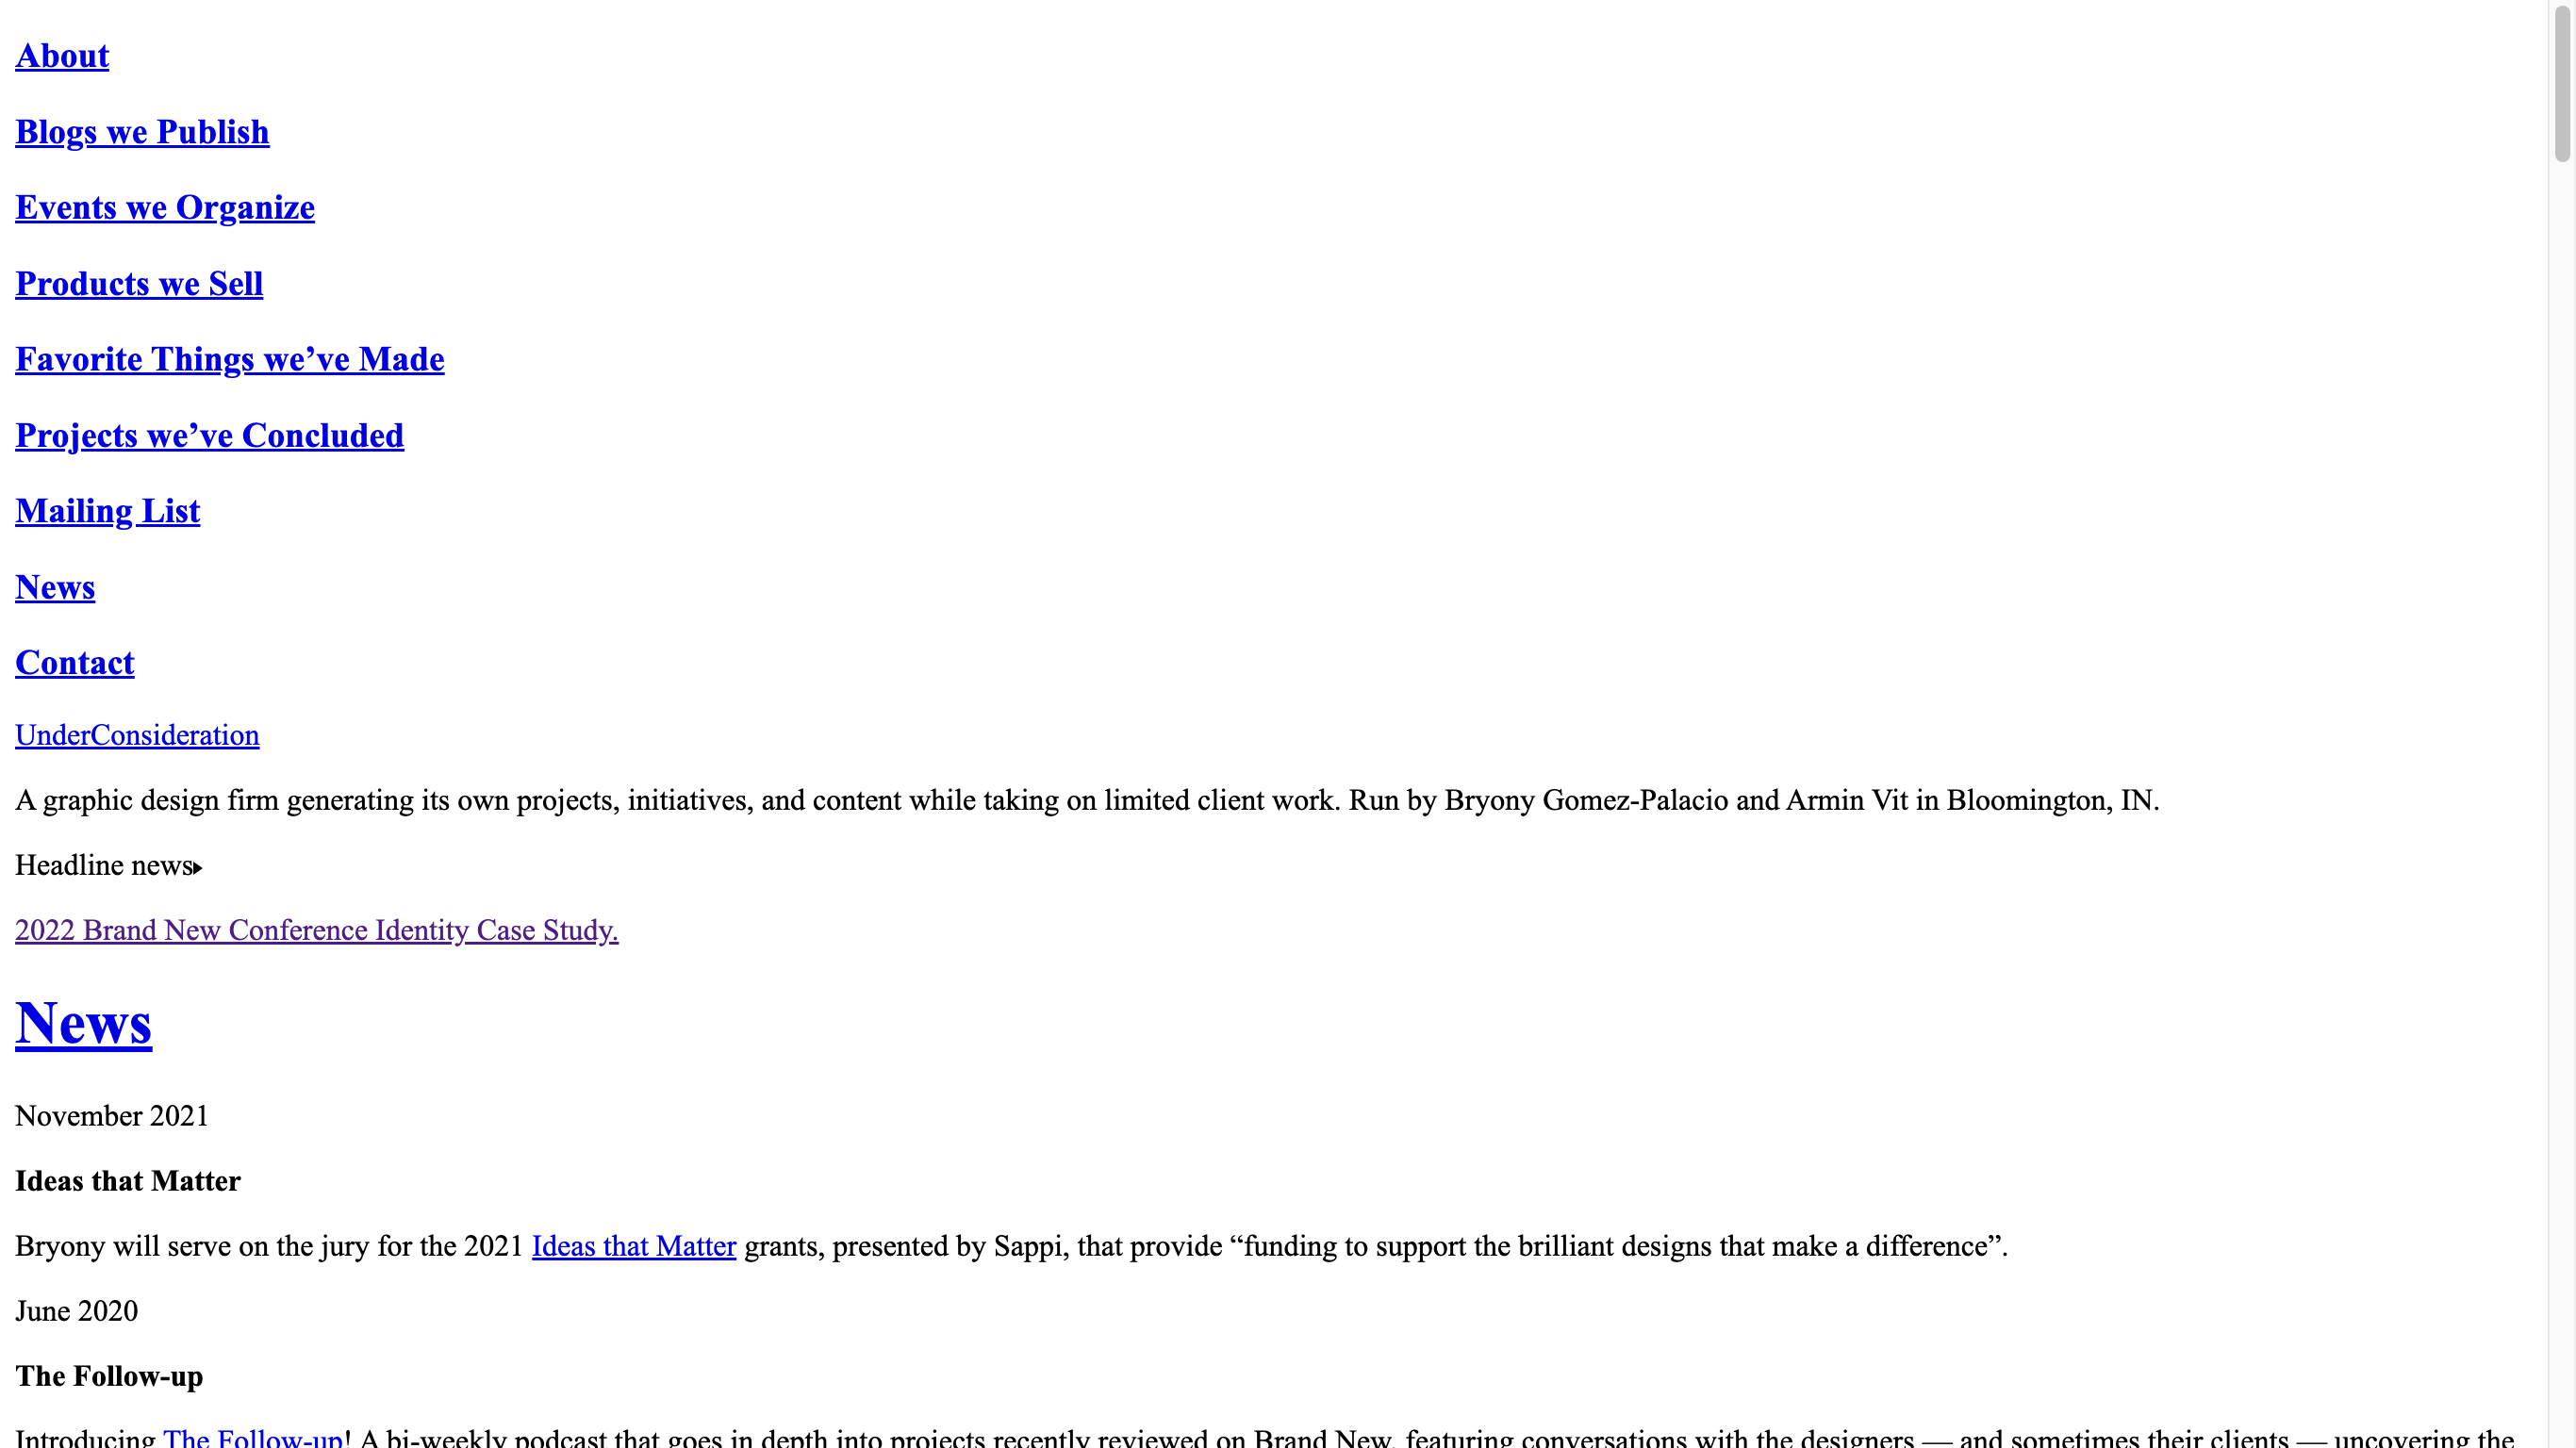 About
Blogs we Publish
Events we Organize
Products we Sell
Favorite Things we’ve Made
Projects we’ve Concluded
Mailing List
News
Contact
UnderConsideration
A graphic design firm generating its own projects, initiatives, and content while taking on limited client work. Run by Bryony Gomez-Palacio and Armin Vit in Bloomington, IN.
Headline news▸
2022 Brand New Conference Identity Case Study.
News
November 2021
Ideas that Matter
Bryony will serve on the jury for the 2021 Ideas that Matter grants, presented by Sappi, that provide “funding to support the brilliant designs that make a difference”.
June 2020
The Follow-up
Introducing The Follow-up! A bi-weekly podcast that goes in depth into projects recently reviewed on Brand New, featuring conversations with the designers — and sometimes their clients — uncovering the